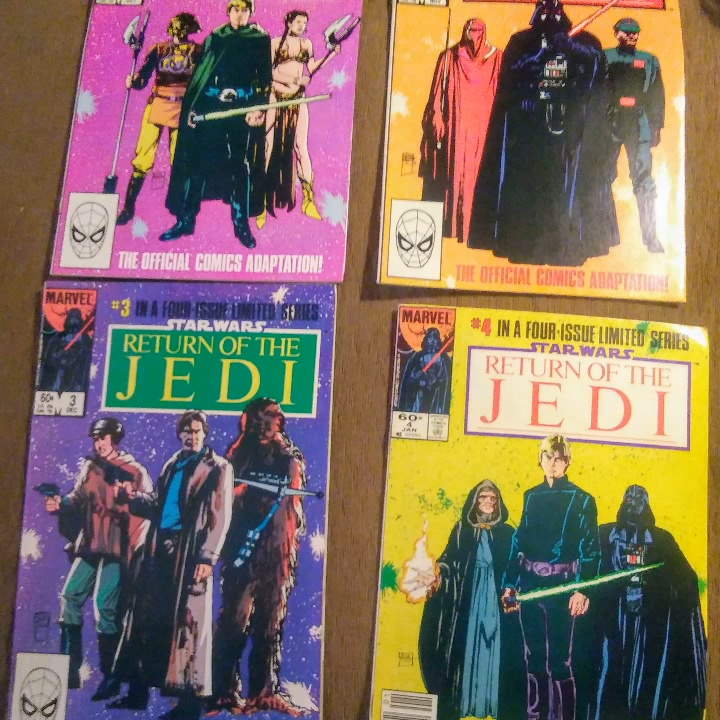 THE OFFICIAL COMICS ADAPTATION!
THE OFFICIAL COMICS ADAPTATION!
MARVEL
#3 IN A FOUR-ISSUE LIMITED SERIES
STAR WARS
RETURN OF THE
JEDI
60¢
3
DEC
MARVEL
#4 IN A FOUR-ISSUE LIMITED SERIES
STAR WARS
RETURN OF THE
JEDI
60¢
4
JAN